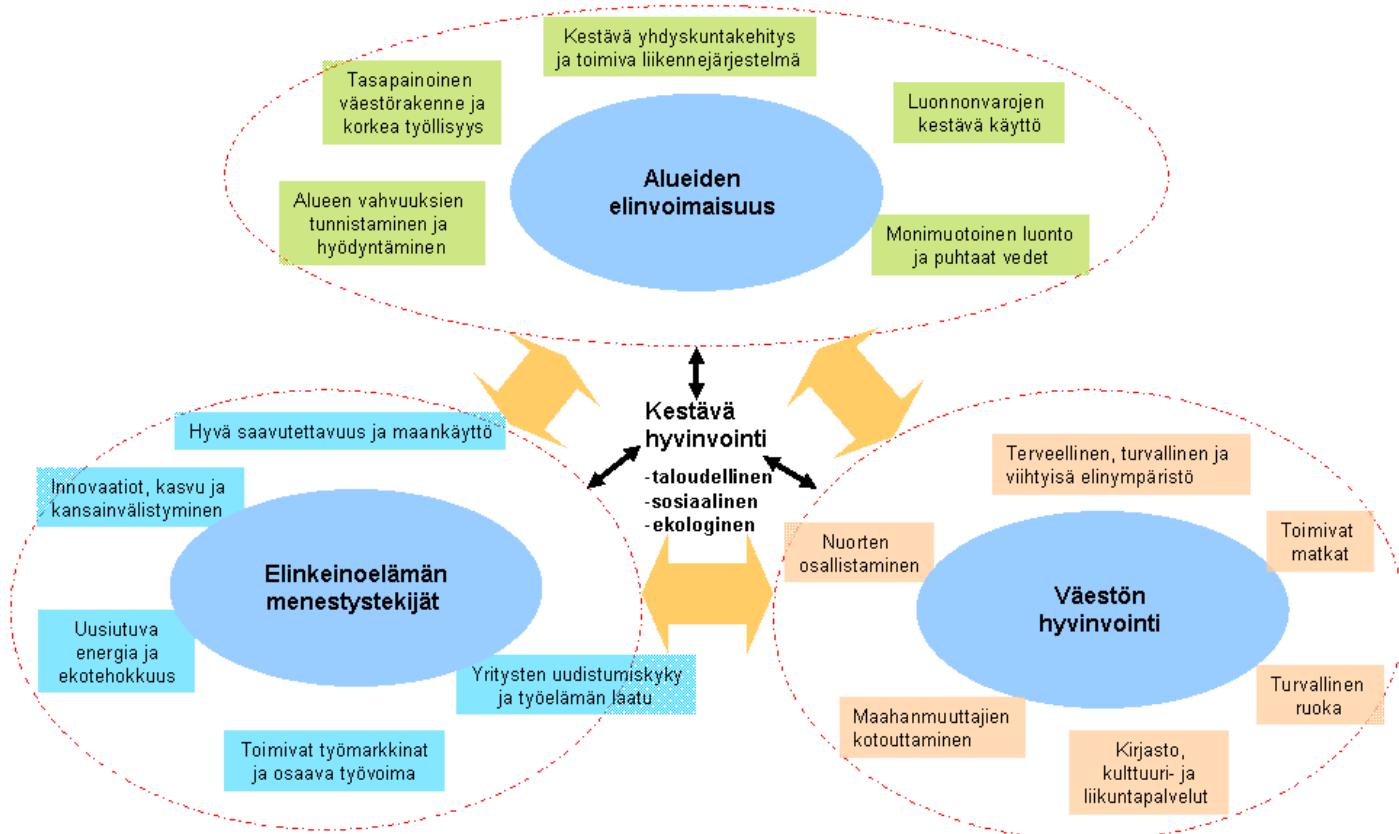 Kestävä yhdyskuntakehitys
ja toimiva liikennejärjestelmä
Tasapainoinen
väestörakenne ja
korkea työllisyys
Luonnonvarojen
kestävä käyttö
Alueiden
elinvoimaisuus
Alueen vahvuuksien
tunnistaminen ja
hyödyntäminen
Monimuotoinen luonto
ja puhtaat vedet
Kestävä
hyvinvointi
-taloudellinen
-sosiaalinen
-ekologinen
Hyvä saavutettavuus ja maankäyttö
Innovaatiot, kasvu ja
kansainvälistyminen
Elinkeinoelämän
menestystekijät
Uusiutuva
energia ja
ekotehokkuus
Yritysten uudistumiskyky
ja työelämän laatu
Toimivat työmarkkinat
ja osaava työvoima
Terveellinen, turvallinen ja
viihtyisä elinympäristö
Nuorten
osallistaminen
Toimivat
matkat
Väestön
hyvinvointi
Turvallinen
ruoka
Maahanmuuttajien
kotouttaminen
Kirjasto,
kulttuuri- ja
liikuntapalvelut